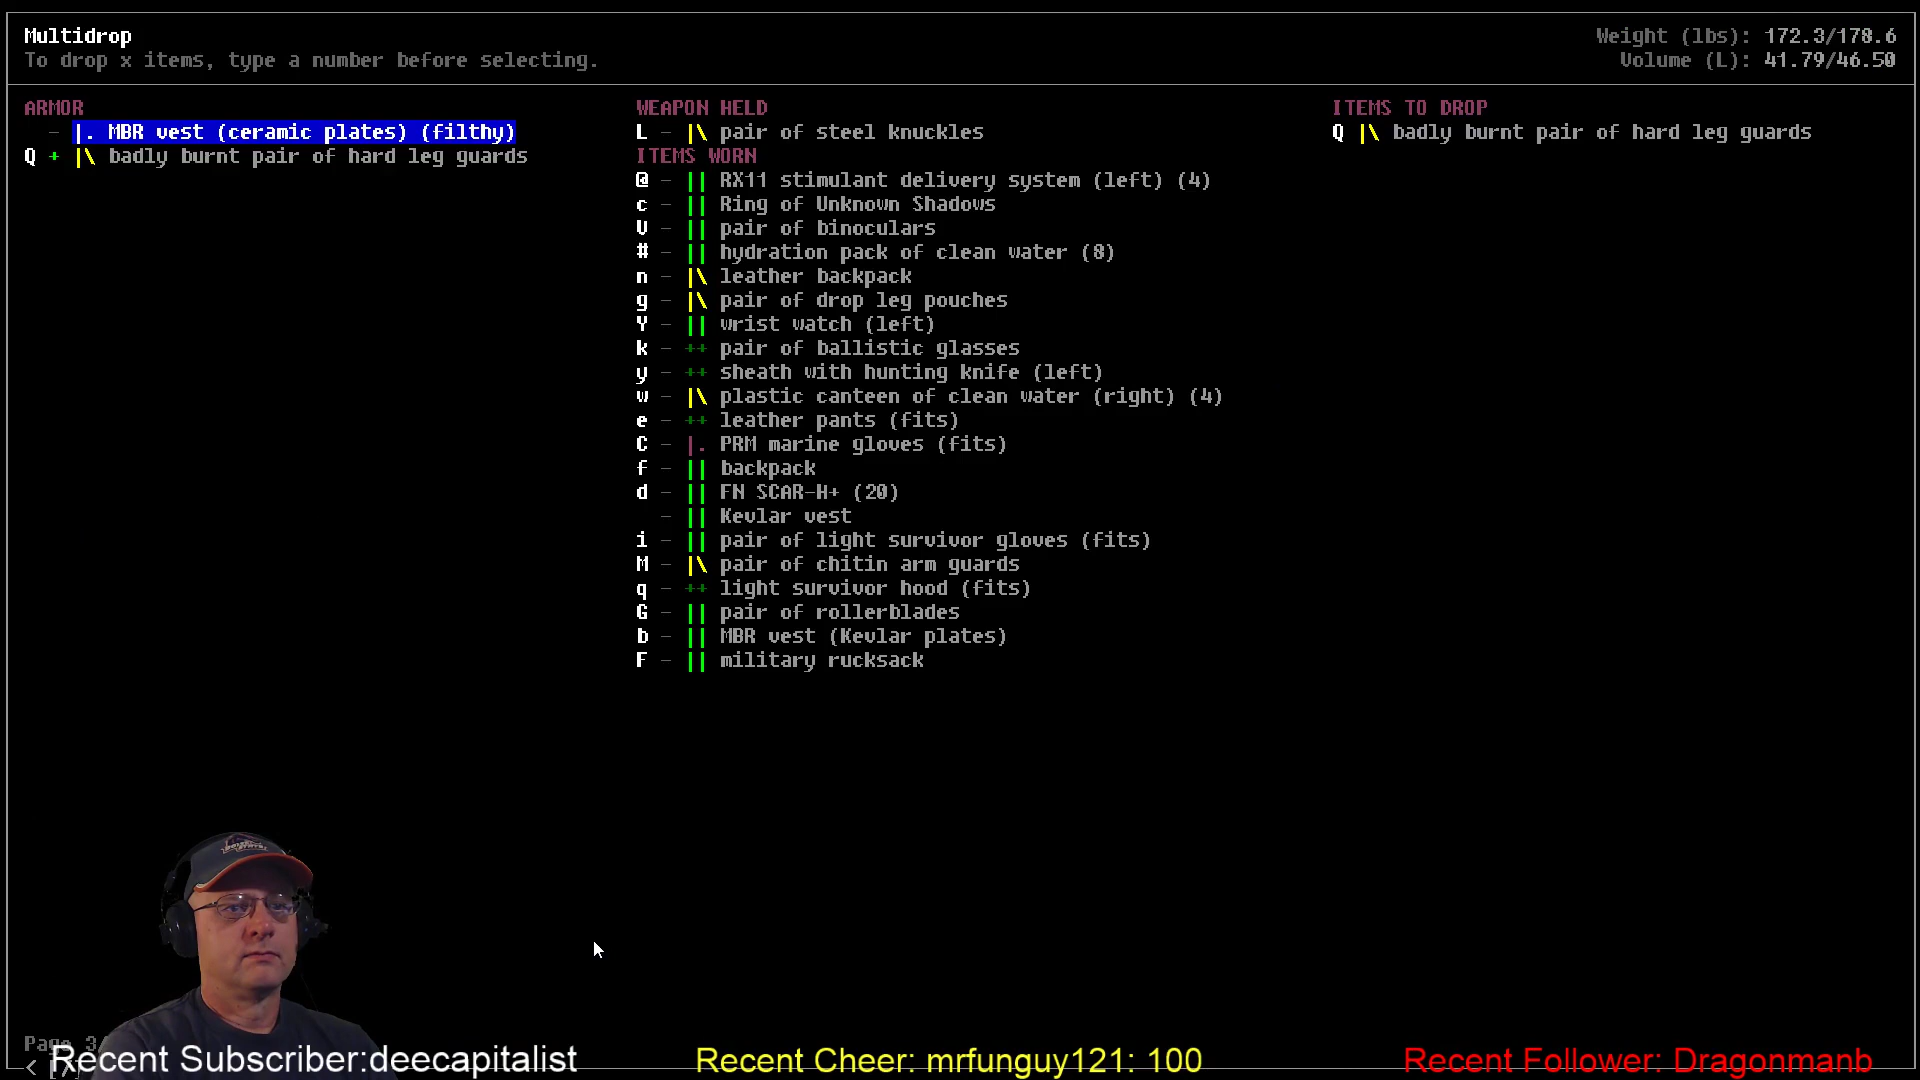 Multidrop
To drop x items, type a number before selecting.
Weight (lbs): 172.3/178.6
Volume (L): 41.79/46.50
ARMOR
- |. MBR vest (ceramic plates) (filthy)
Q + |\ badly burnt pair of hard leg guards
WEAPON HELD
L - |\ pair of steel knuckles
ITEMS WORN
@ - || RX11 stimulant delivery system (left) (4)
c - || Ring of Unknown Shadows
V - || pair of binoculars
# - || hydration pack of clean water (8)
n - |\ leather backpack
g - |\ pair of drop leg pouches
Y - || wrist watch (left)
k - ++ pair of ballistic glasses
y - ++ sheath with hunting knife (left)
w - |\ plastic canteen of clean water (right) (4)
e - ++ leather pants (fits)
C - |. PRM marine gloves (fits)
f - || backpack
d - || FN SCAR-H+ (20)
- || Kevlar vest
i - || pair of light survivor gloves (fits)
M - |\ pair of chitin arm guards
q - ++ light survivor hood (fits)
G - || pair of rollerblades
b - || MBR vest (Kevlar plates)
F - || military rucksack
ITEMS TO DROP
Q |\ badly burnt pair of hard leg guards
Page 3
Recent Subscriber:deecapitalist
Recent Cheer: mrfunguy121: 100
Recent Follower: Dragonmanb